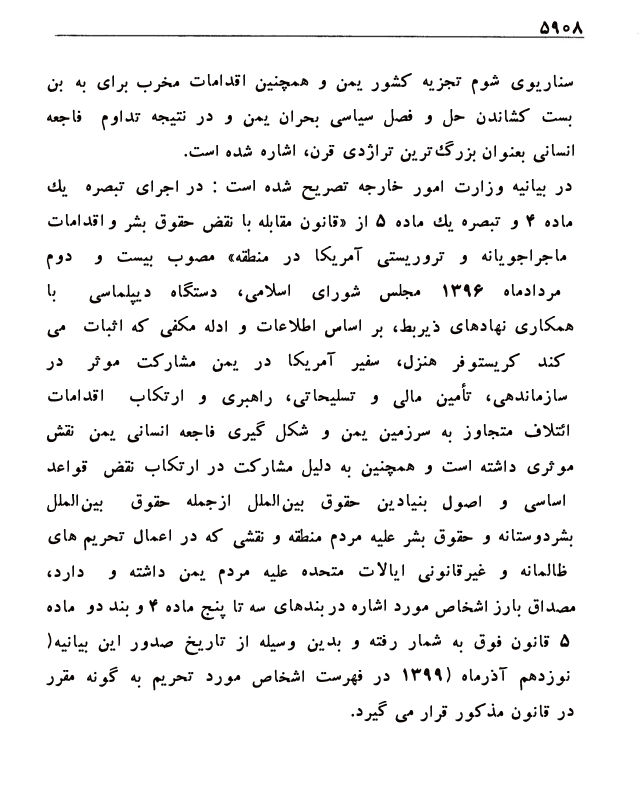 ۵۹۰۸
سناریوی شوم تجزیه کشور یمن و همچنین اقدامات مخرب برای به بن
بست کشاندن حل و فصل سیاسی بحران یمن و در نتیجه تداوم فاجعه
انسانی بعنوان بزرگ‌ترین تراژدی قرن، اشاره شده است.
در بیانیه وزارت امور خارجه تصریح شده است : در اجرای تبصره یك
ماده ۴ و تبصره یك ماده ۵ از «قانون مقابله با نقض حقوق بشر و اقدامات
ماجراجویانه و تروریستی آمریکا در منطقه» مصوب بیست و دوم
مردادماه ۱۳۹۶ مجلس شورای اسلامی، دستگاه دیپلماسی با
همکاری نهادهای ذیربط، بر اساس اطلاعات و ادله مکفی که اثبات می
کند کریستوفر هنزل، سفیر آمریکا در یمن مشارکت موثر در
سازماندهی، تأمین مالی و تسلیحاتی، راهبری و ارتکاب اقدامات
ائتلاف متجاوز به سرزمین یمن و شکل گیری فاجعه انسانی یمن نقش
موثری داشته است و همچنین به دلیل مشارکت در ارتکاب نقض قواعد
اساسی و اصول بنیادین حقوق بین‌الملل ازجمله حقوق بین‌الملل
بشردوستانه و حقوق بشر علیه مردم منطقه و نقشی که در اعمال تحریم های
ظالمانه و غیرقانونی ایالات متحده علیه مردم یمن داشته و دارد،
مصداق بارز اشخاص مورد اشاره در بندهای سه تا پنج ماده ۴ و بند دو ماده
۵ قانون فوق به شمار رفته و بدین وسیله از تاریخ صدور این بیانیه(
نوزدهم آذرماه (۱۳۹۹ در فهرست اشخاص مورد تحریم به گونه مقرر
در قانون مذکور قرار می گیرد.